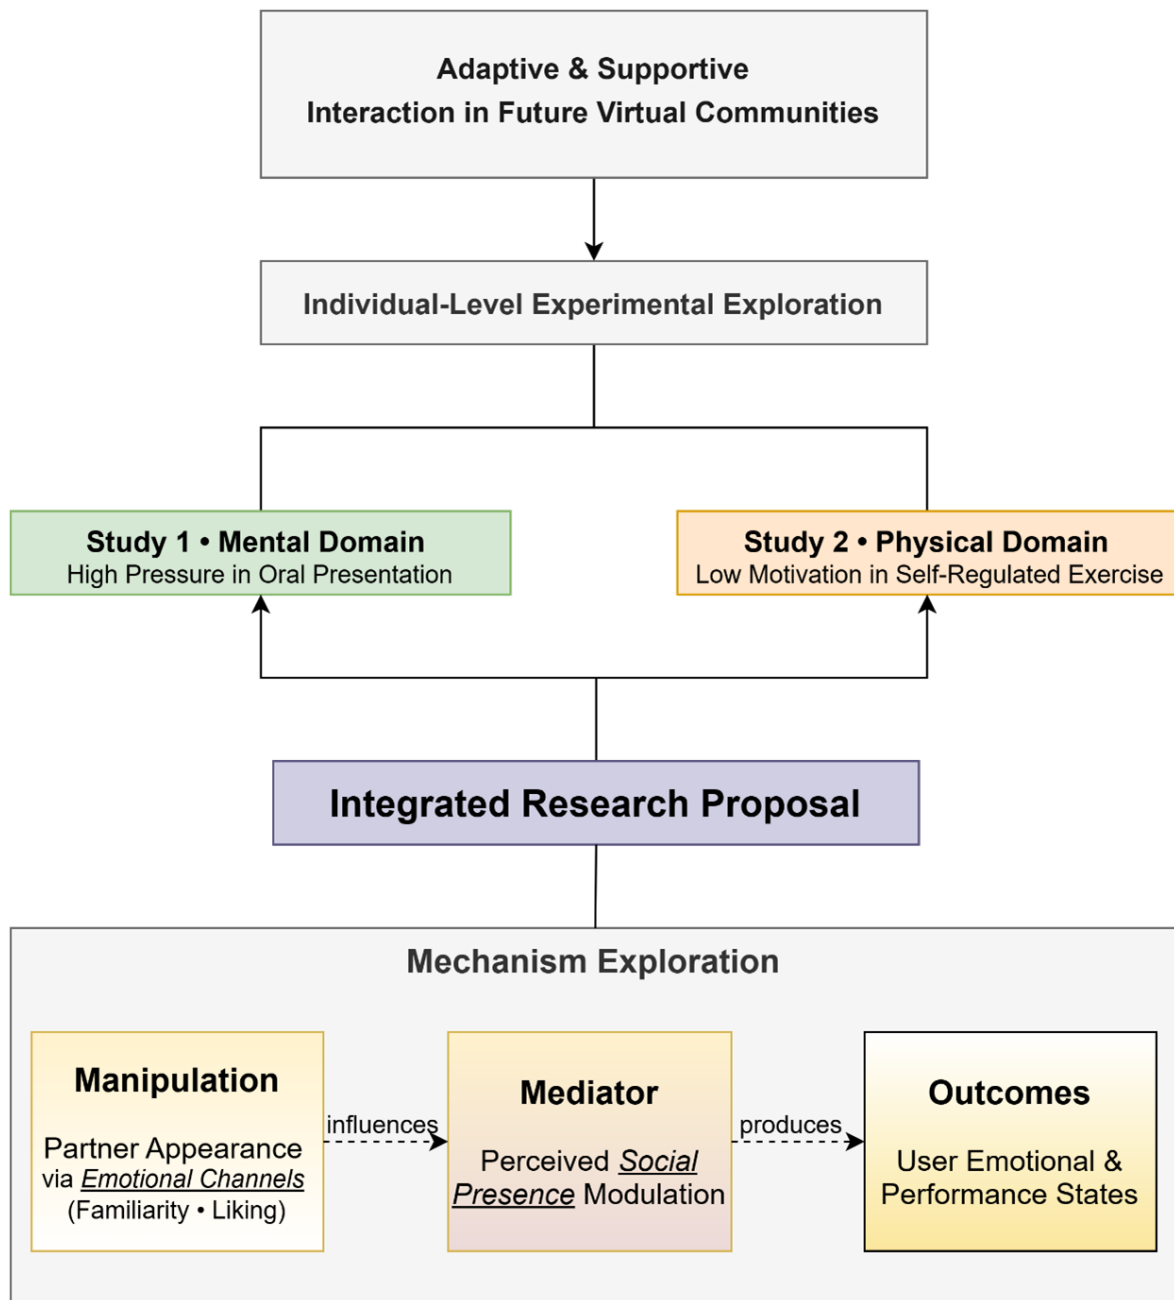 Adaptive & Supportive
Interaction in Future Virtual Communities
Individual-Level Experimental Exploration
Study 1 • Mental Domain
High Pressure in Oral Presentation
Study 2 • Physical Domain
Low Motivation in Self-Regulated Exercise
Integrated Research Proposal
Mechanism Exploration
Manipulation
Partner Appearance
via Emotional Channels
(Familiarity • Liking)
influences
Mediator
Perceived Social
Presence Modulation
produces
Outcomes
User Emotional &
Performance States